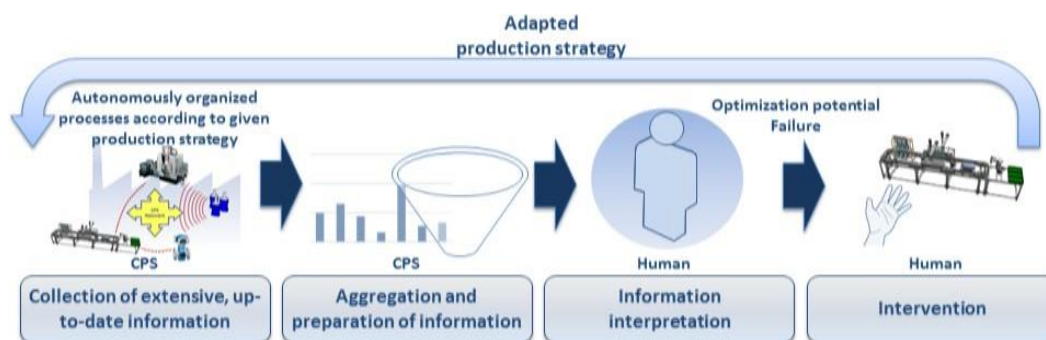 Adapted
production strategy
Autonomously organized
processes according to given
production strategy
Optimization potential
Failure
CPS
CPS
Human
Human
Collection of extensive, up-
to-date information
Aggregation and
preparation of information
Information
interpretation
Intervention